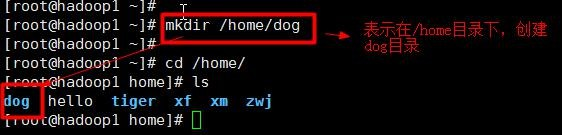 [root@hadoop1 ~]#
[root@hadoop1 ~]# mkdir /home/dog
[root@hadoop1 ~]#
[root@hadoop1 ~]# cd /home/
[root@hadoop1 home]# ls
dog hello tiger xf xm zwj
[root@hadoop1 home]#
表示在/home目录下，创建
dog目录